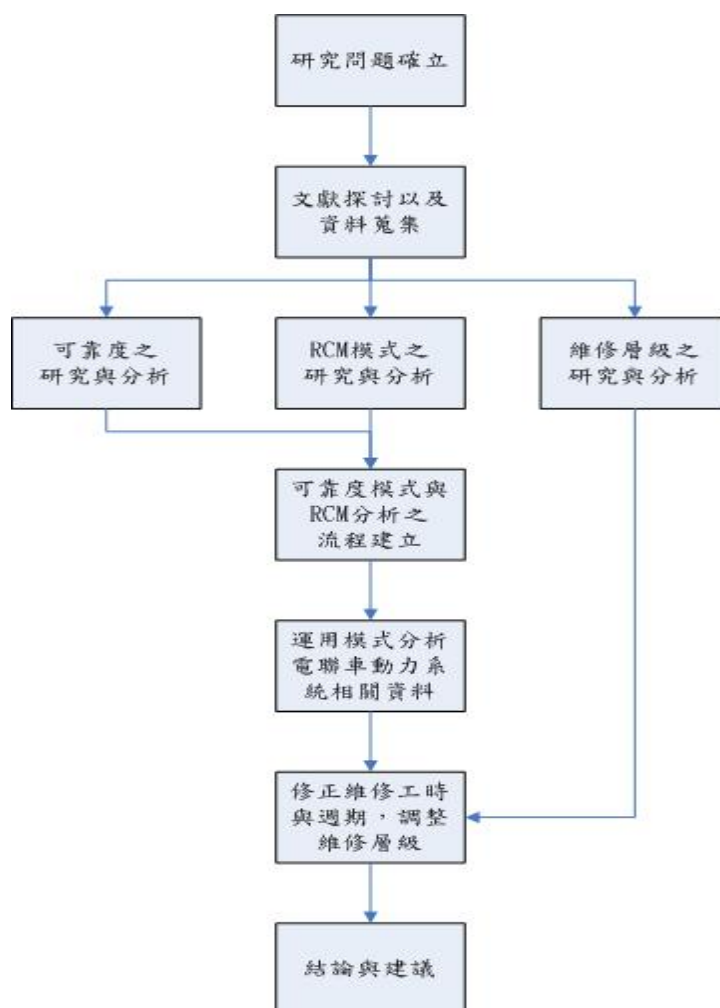 研究問題確立
文獻探討以及
資料蒐集
可靠度之
研究與分析
RCM模式之
研究與分析
維修層級之
研究與分析
可靠度模式與
RCM分析之
流程建立
運用模式分析
電聯車動力系
統相關資料
修正維修工時
與週期，調整
維修層級
結論與建議